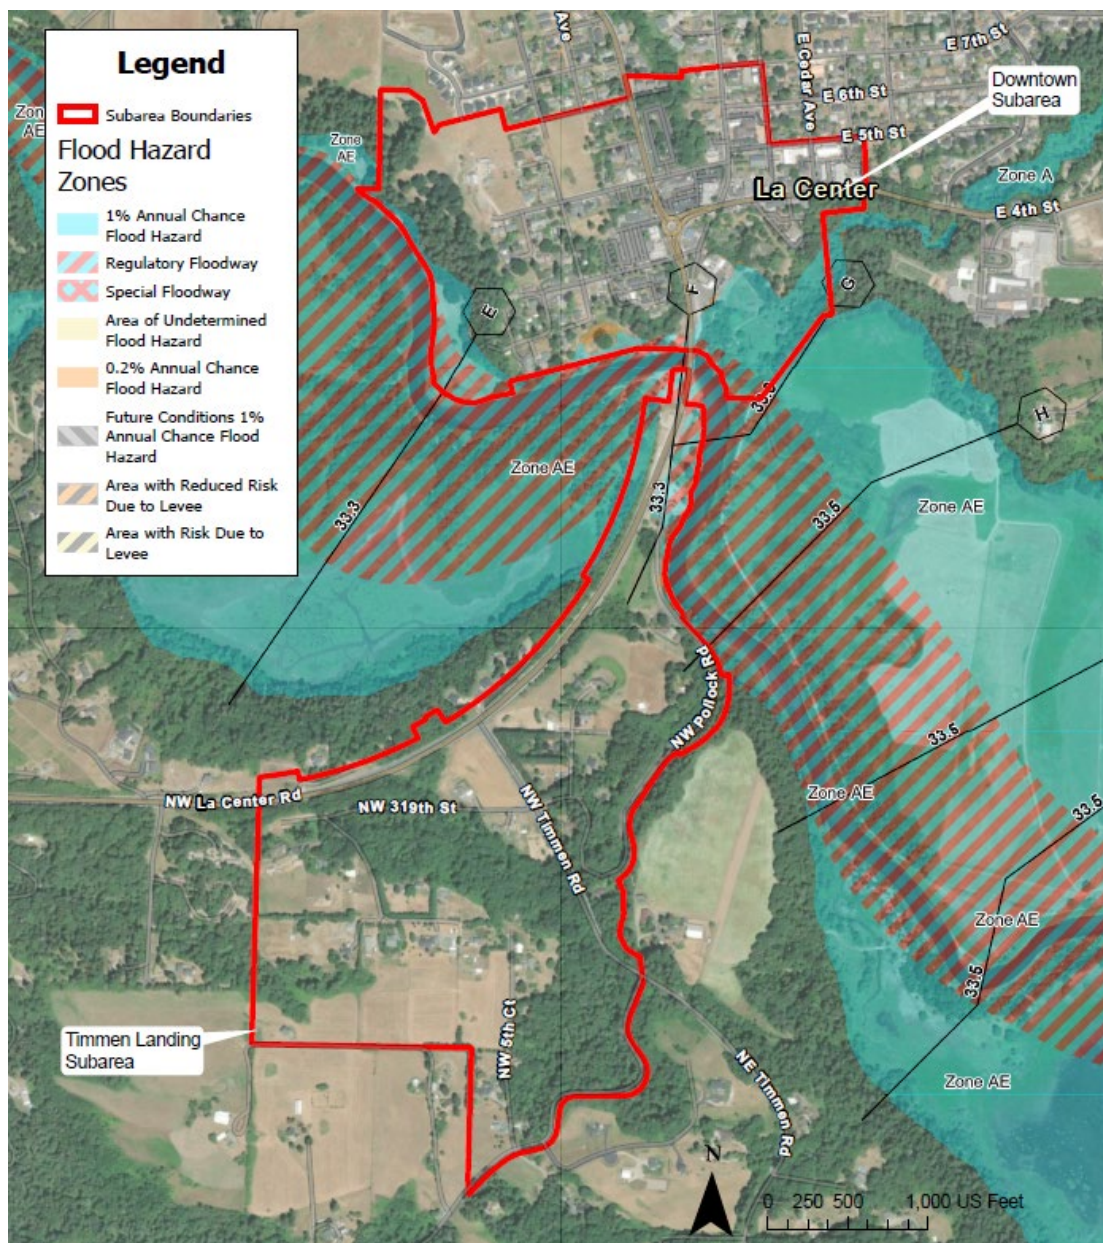 Legend
Subarea Boundaries
Flood Hazard
Zones
1% Annual Chance
Flood Hazard
Regulatory Floodway
Special Floodway
Area of Undetermined
Flood Hazard
0.2% Annual Chance
Flood Hazard
Future Conditions 1%
Annual Chance Flood
Hazard
Area with Reduced Risk
Due to Levee
Area with Risk Due to
Levee
Zone
AE
Ave
E Cedar Ave
E 7th St
Downtown
Subarea
E 6th St
E 5th St
La Center
Zone A
E 4th St
E
F
G
H
33.3
33.3
33.3
33.5
33.5
33.5
33.5
Zone AE
Zone AE
Zone AE
Zone AE
Zone AE
NW Pollock Rd
NW La Center Rd
NW 319th St
NW Timmen Rd
NW 5th Ct
NE Timmen Rd
Timmen Landing
Subarea
N
0 250 500 1,000 US Feet